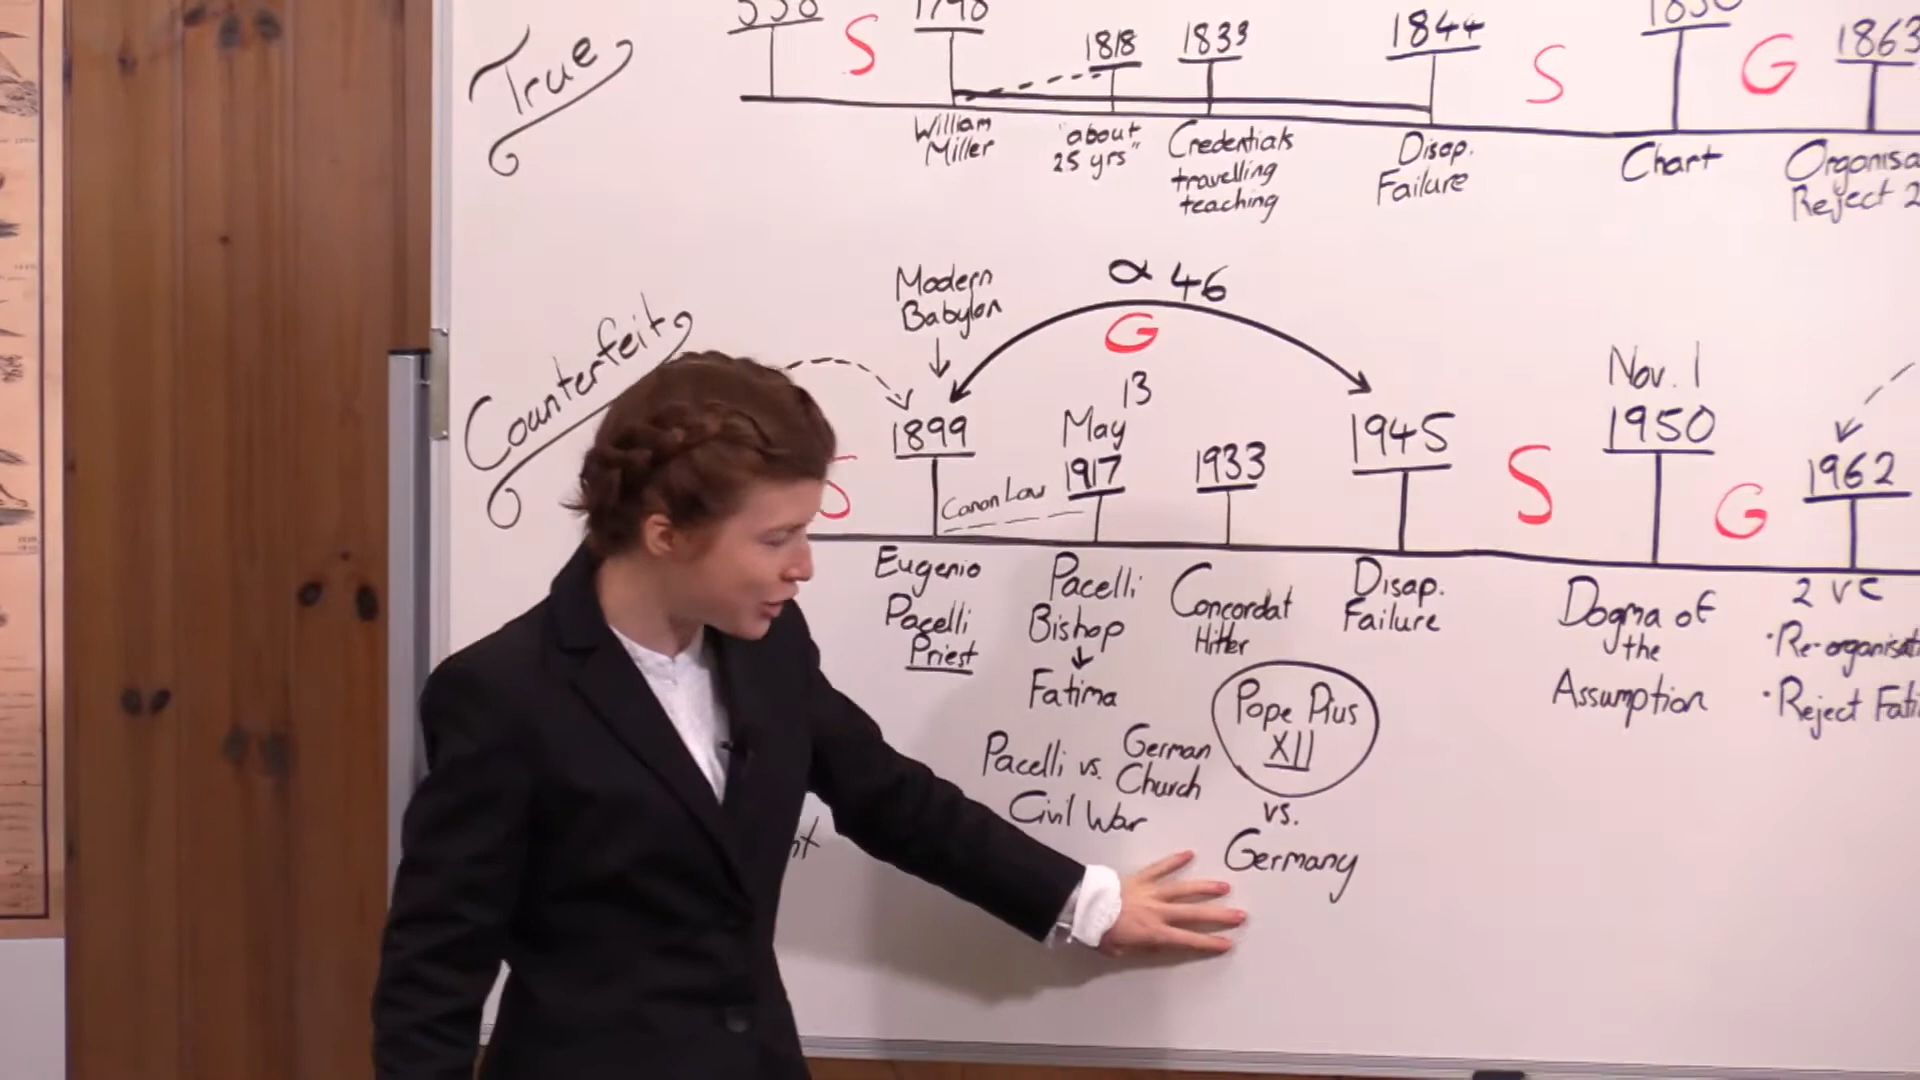 True
538
1798
1818
1833
1844
1850
1863
S
S
G
William
Miller
"about
25 yrs"
Credentials
travelling
teaching
Disap.
Failure
Chart
Organisa
Reject 2
Counterfeit
Modern
Babylon
α 46
G
13
May
1917
1899
1933
1945
Nov. 1
1950
1962
S
S
G
Canon Law
Eugenio
Pacelli
Priest
Pacelli
Bishop
Fatima
Concordat
Hitler
Disap.
Failure
Dogma of
the
Assumption
2 VC
·Re-organisati
·Reject Fati
Pacelli vs. German
Church
Civil War
Pope Pius
XII
vs.
Germany